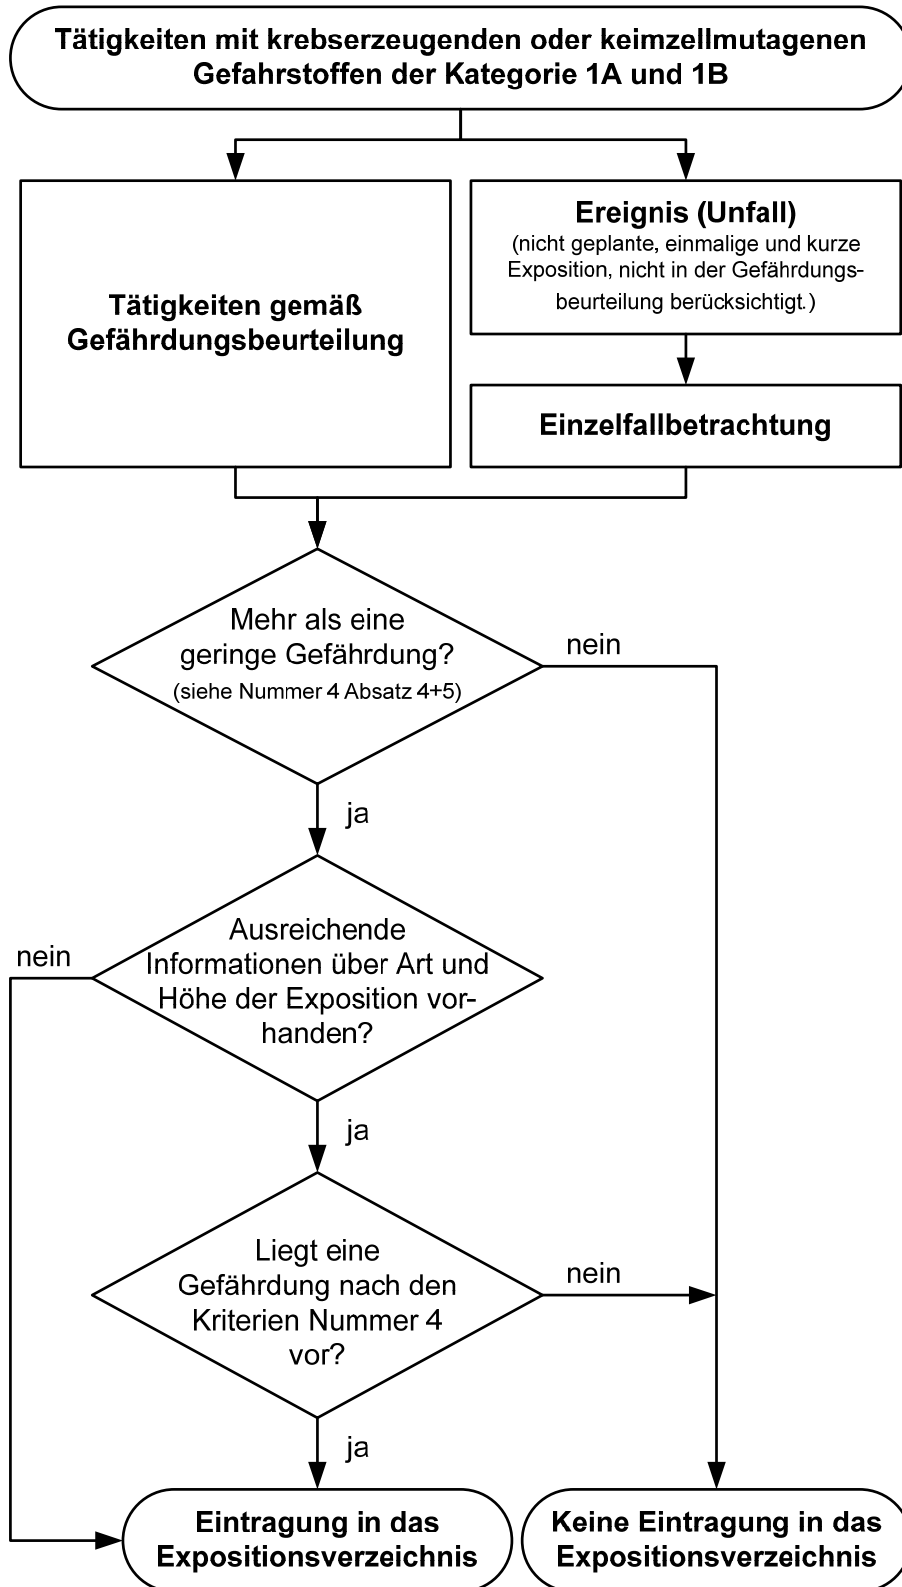 Tätigkeiten mit krebserzeugenden oder keimzellmutagenen
Gefahrstoffen der Kategorie 1A und 1B
Tätigkeiten gemäß
Gefährdungsbeurteilung
Ereignis (Unfall)
(nicht geplante, einmalige und kurze
Exposition, nicht in der Gefährdungs-
beurteilung berücksichtigt.)
Einzelfallbetrachtung
Mehr als eine
geringe Gefährdung?
(siehe Nummer 4 Absatz 4+5)
nein
ja
Ausreichende
Informationen über Art und
Höhe der Exposition vor-
handen?
nein
ja
Liegt eine
Gefährdung nach den
Kriterien Nummer 4
vor?
nein
ja
Eintragung in das
Expositionsverzeichnis
Keine Eintragung in das
Expositionsverzeichnis